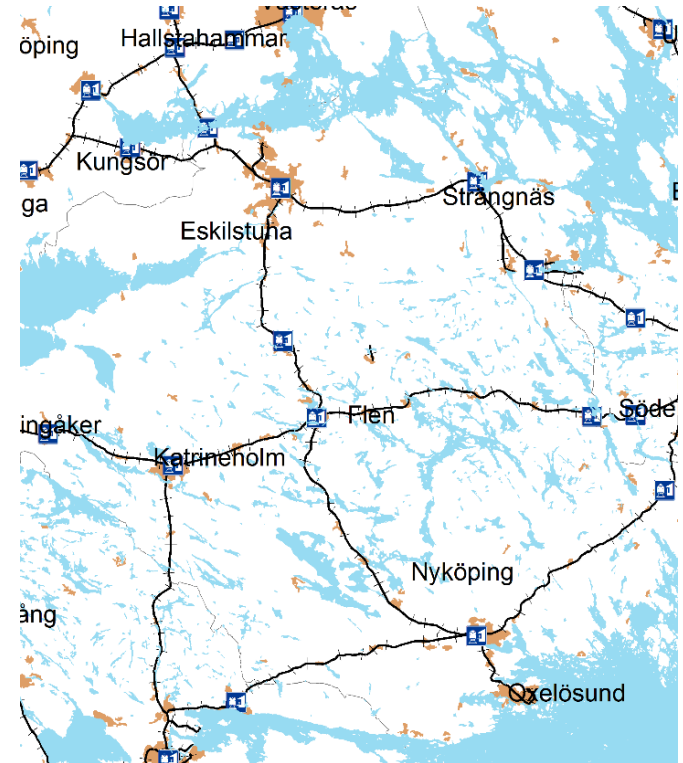 öping
Hallstahammar
Kungsör
ga
Strängnäs
Eskilstuna
Flen
Söde
ingåker
Katrineholm
Nyköping
ång
Oxelösund